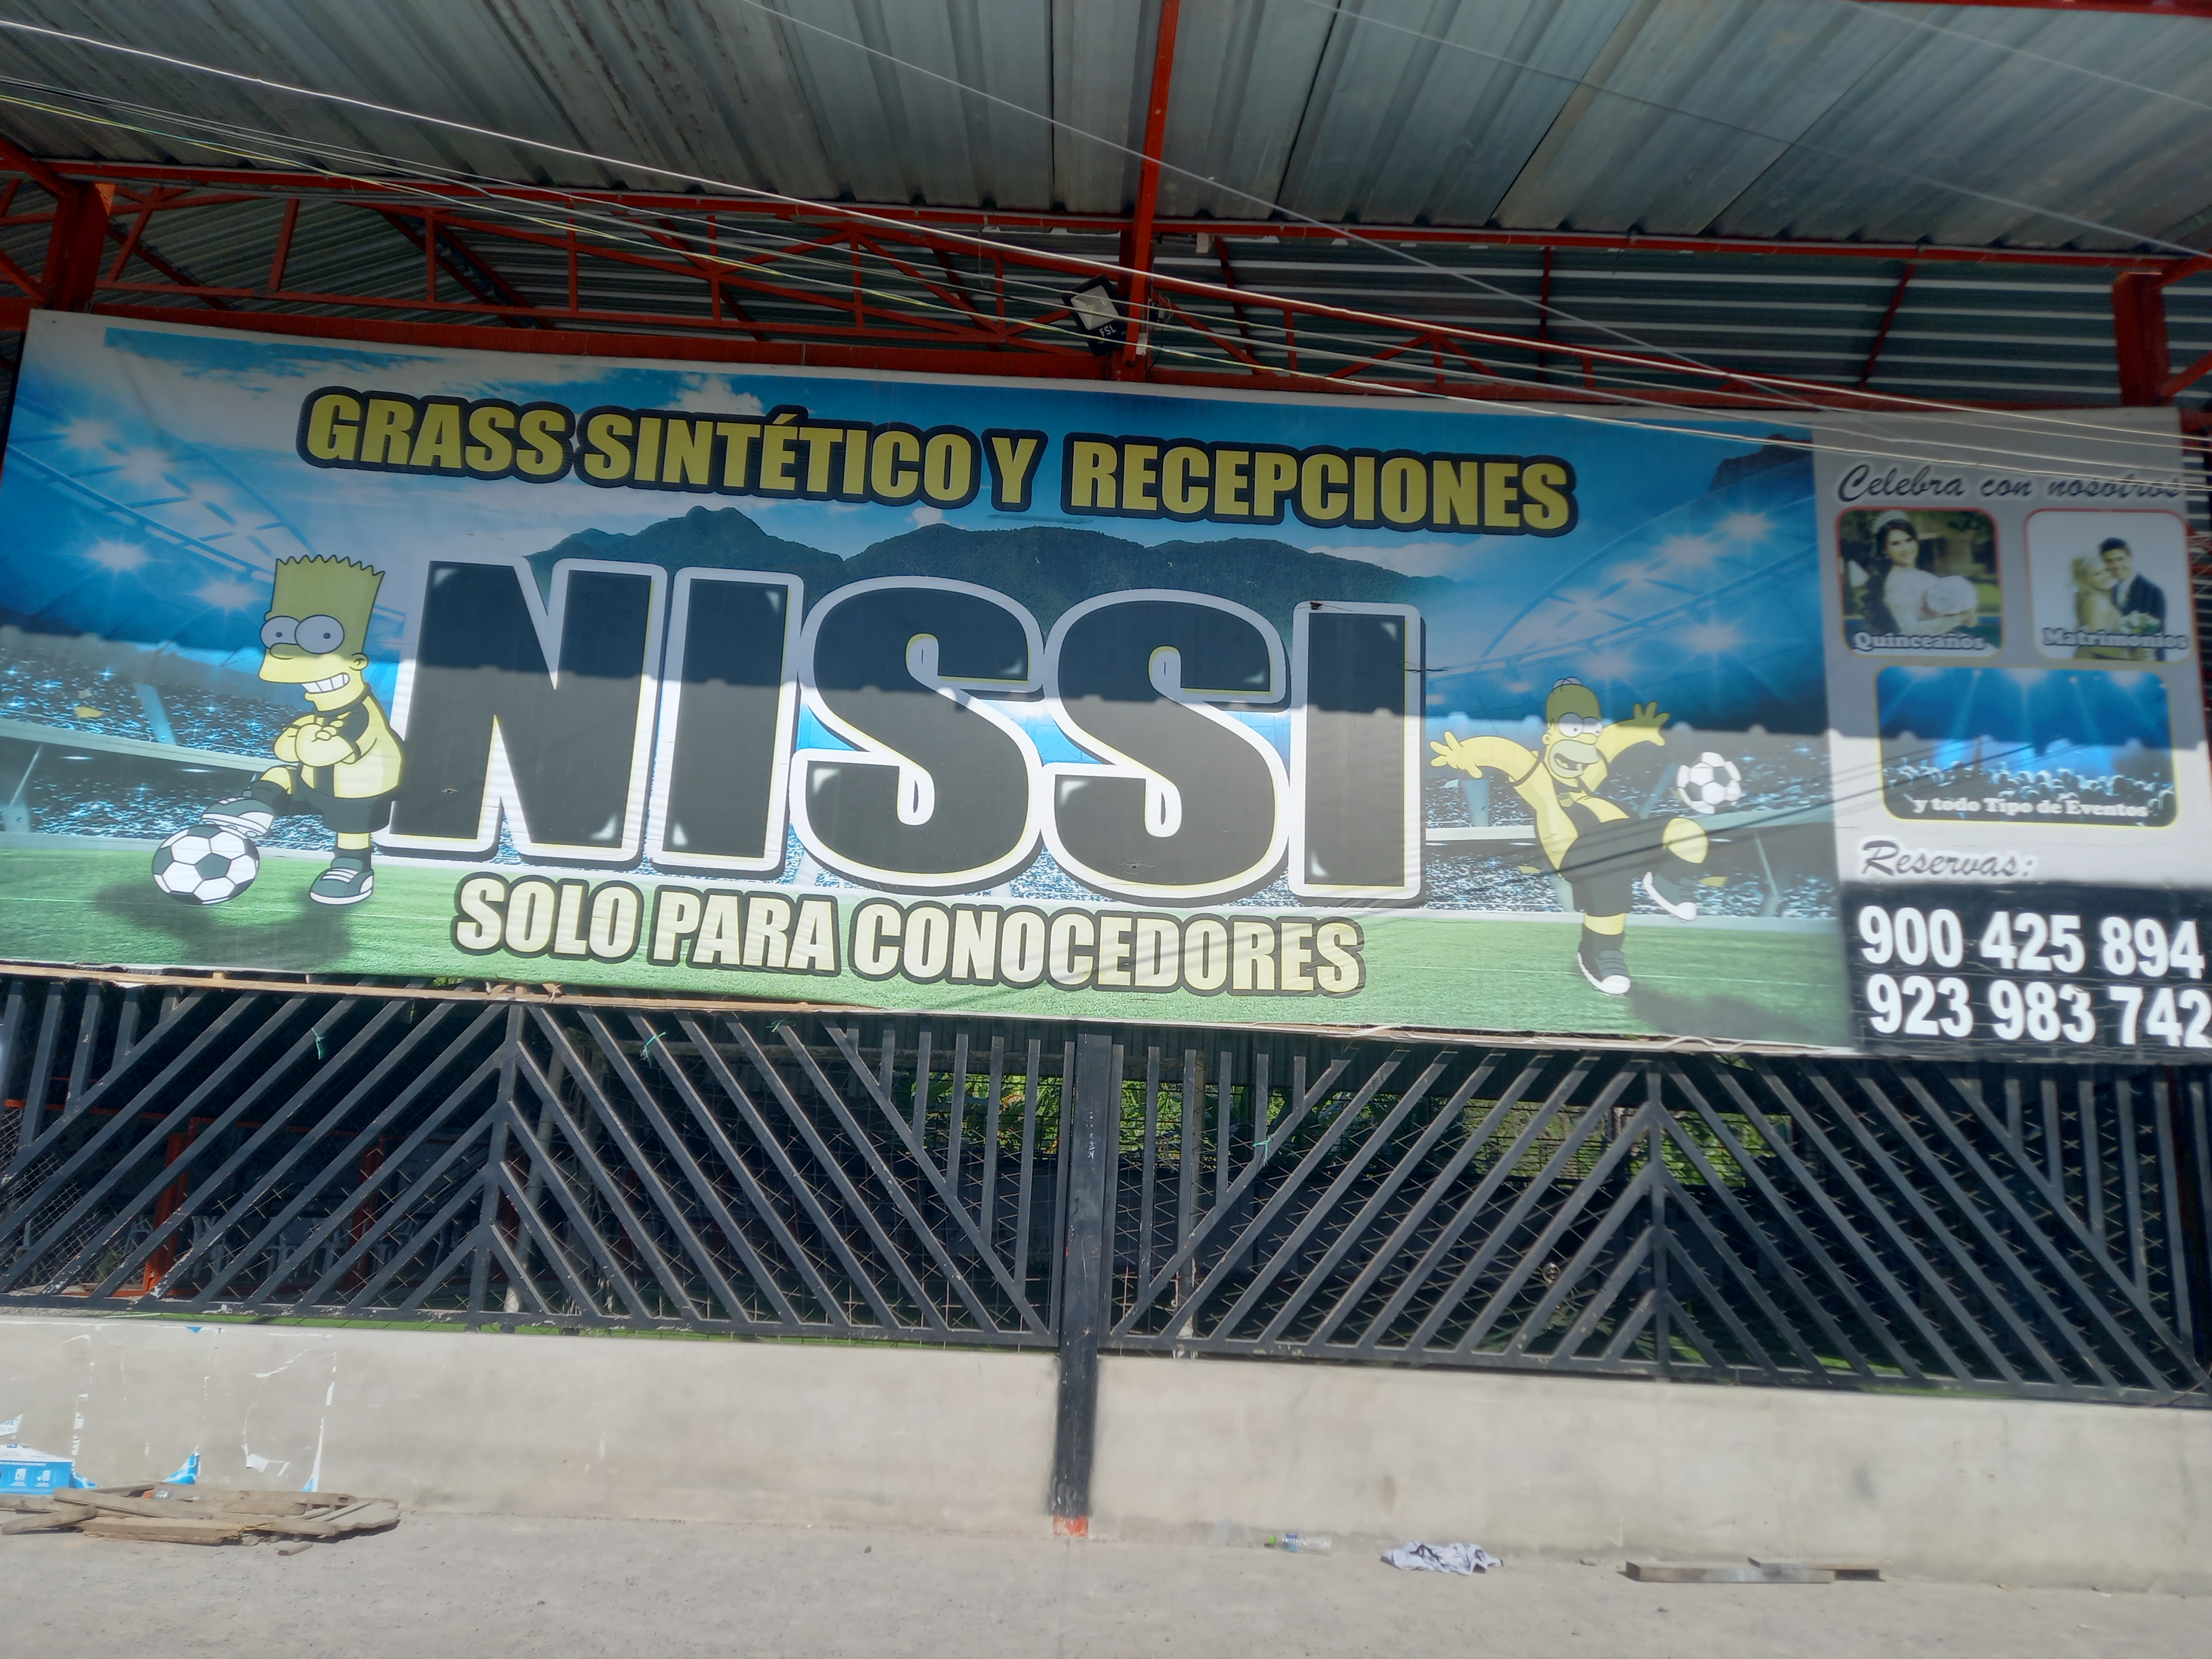 GRASS SINTÉTICO Y RECEPCIONES
NISSI
SOLO PARA CONOCEDORES
Celebra con nosotros
Quinceaños
Matrimonios
y todo Tipo de Eventos
Reservas:
900 425 894
923 983 742
FSL